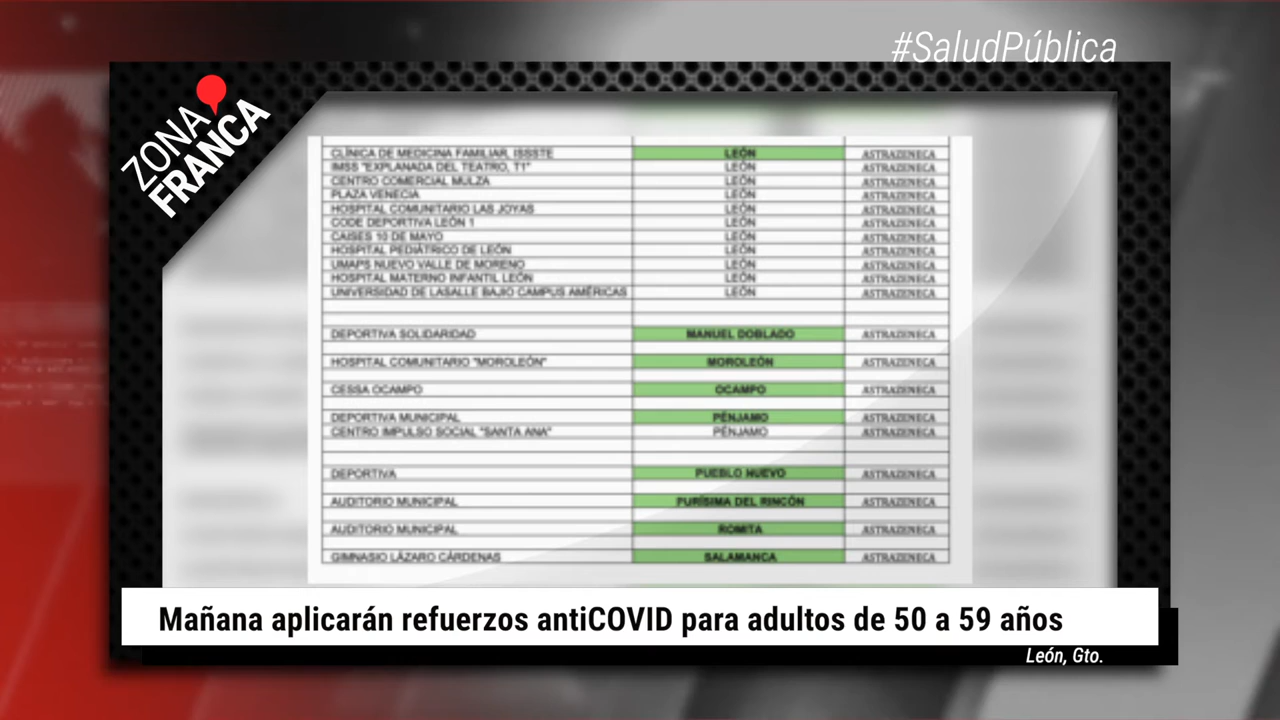 #SaludPública
ZONA
FRANCA
CLÍNICA DE MEDICINA FAMILIAR, ISSSTE LEÓN ASTRAZENECA
IMSS "EXPLANADA DEL TEATRO, T1" LEÓN ASTRAZENECA
CENTRO COMERCIAL MULZA LEÓN ASTRAZENECA
PLAZA VENECIA LEÓN ASTRAZENECA
HOSPITAL COMUNITARIO LAS JOYAS LEÓN ASTRAZENECA
CODE DEPORTIVA LEÓN 1 LEÓN ASTRAZENECA
CAISES 10 DE MAYO LEÓN ASTRAZENECA
HOSPITAL PEDIÁTRICO DE LEÓN LEÓN ASTRAZENECA
UMAPS NUEVO VALLE DE MORENO LEÓN ASTRAZENECA
HOSPITAL MATERNO INFANTIL LEÓN LEÓN ASTRAZENECA
UNIVERSIDAD DE LASALLE BAJIO CAMPUS AMÉRICAS LEÓN ASTRAZENECA
DEPORTIVA SOLIDARIDAD MANUEL DOBLADO ASTRAZENECA
HOSPITAL COMUNITARIO "MOROLEÓN" MOROLEÓN ASTRAZENECA
CESSA OCAMPO OCAMPO ASTRAZENECA
DEPORTIVA MUNICIPAL PÉNJAMO ASTRAZENECA
CENTRO IMPULSO SOCIAL "SANTA ANA" PÉNJAMO ASTRAZENECA
DEPORTIVA PUEBLO NUEVO ASTRAZENECA
AUDITORIO MUNICIPAL PURÍSIMA DEL RINCÓN ASTRAZENECA
AUDITORIO MUNICIPAL ROMITA ASTRAZENECA
GIMNASIO LÁZARO CÁRDENAS SALAMANCA ASTRAZENECA
Mañana aplicarán refuerzos antiCOVID para adultos de 50 a 59 años
León, Gto.